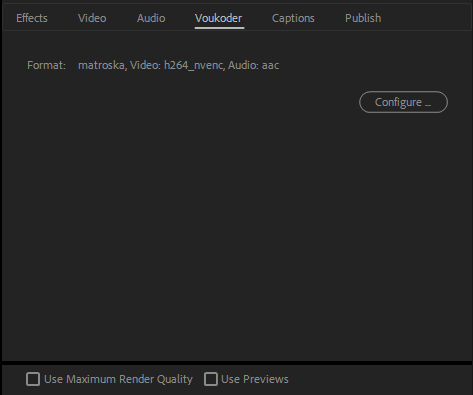 Effects Video Audio Voukoder Captions Publish
Format: matroska, Video: h264_nvenc, Audio: aac
Configure ...
Use Maximum Render Quality Use Previews